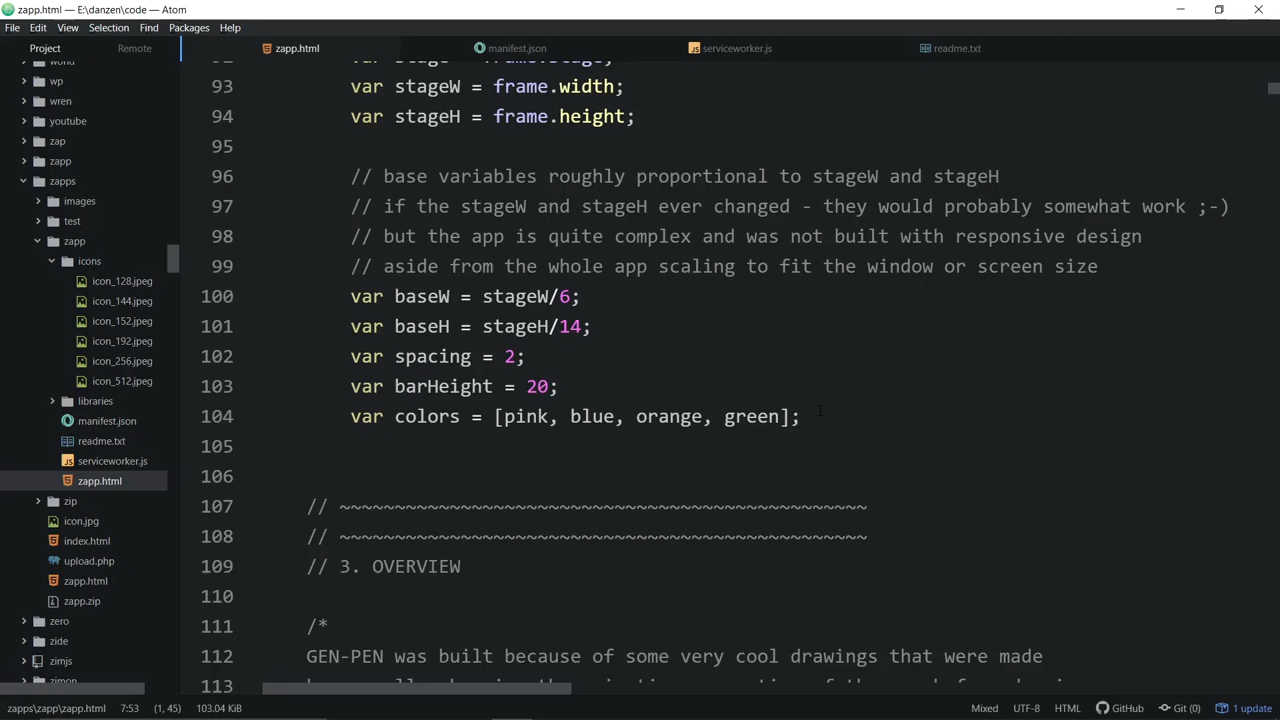 zapp.html — E:\danzen\code — Atom
File Edit View Selection Find Packages Help
Project Remote zapp.html manifest.json serviceworker.js readme.txt
world
wp
wren
youtube
zap
zapp
zapps
images
test
zapp
icons
icon_128.jpeg
icon_144.jpeg
icon_152.jpeg
icon_192.jpeg
icon_256.jpeg
icon_512.jpeg
libraries
manifest.json
readme.txt
serviceworker.js
zapp.html
zip
icon.jpg
index.html
upload.php
zapp.html
zapp.zip
zero
zide
zimjs
zimon
92 var stage = frame.stage;
93 var stageW = frame.width;
94 var stageH = frame.height;
95
96 // base variables roughly proportional to stageW and stageH
97 // if the stageW and stageH ever changed - they would probably somewhat work ;-)
98 // but the app is quite complex and was not built with responsive design
99 // aside from the whole app scaling to fit the window or screen size
100 var baseW = stageW/6;
101 var baseH = stageH/14;
102 var spacing = 2;
103 var barHeight = 20;
104 var colors = [pink, blue, orange, green];
105
106
107 // ~~~~~~~~~~~~~~~~~~~~~~~~~~~~~~~~~~~~~~~~~~~~~~~~
108 // ~~~~~~~~~~~~~~~~~~~~~~~~~~~~~~~~~~~~~~~~~~~~~~~~
109 // 3. OVERVIEW
110
111 /*
112 GEN-PEN was built because of some very cool drawings that were made
113
zapps\zapp\zapp.html 7:53 (1, 45) 103.04 KiB Mixed UTF-8 HTML GitHub Git (0) 1 update